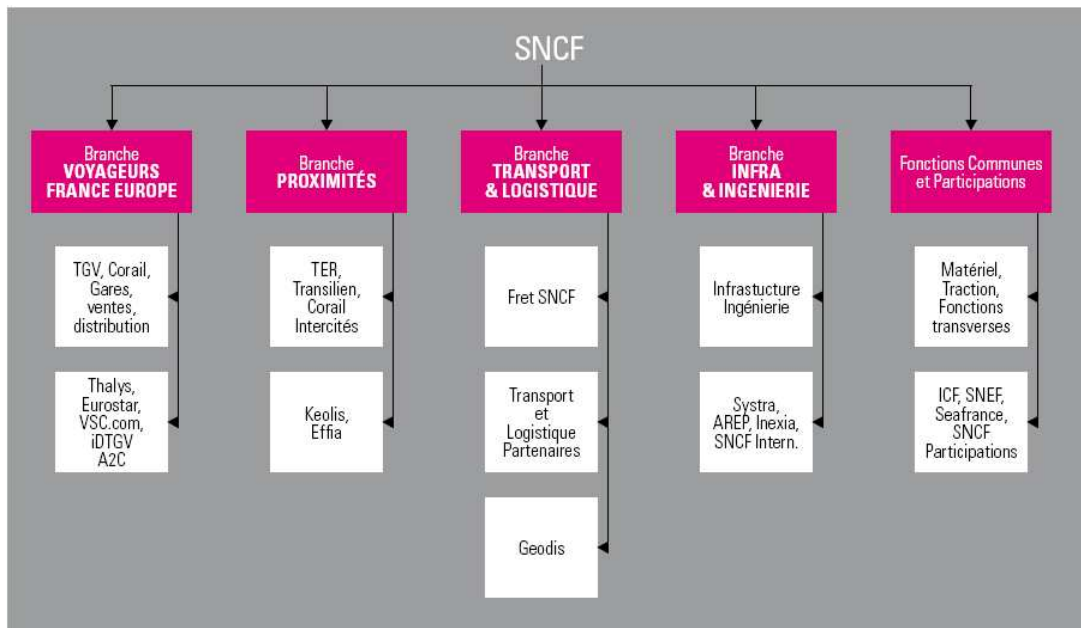 SNCF
Branche
VOYAGEURS
FRANCE EUROPE
Branche
PROXIMITÉS
Branche
TRANSPORT
& LOGISTIQUE
Branche
INFRA
& INGENIERIE
Fonctions Communes
et Participations
TGV, Corail,
Gares,
ventes,
distribution
TER,
Transilien,
Corail
Intercités
Fret SNCF
Infrastucture
Ingénierie
Matériel,
Traction,
Fonctions
transverses
Thalys,
Eurostar,
VSC.com,
iDTGV
A2C
Keolis,
Effia
Transport
et
Logistique
Partenaires
Systra,
AREP, Inexia,
SNCF Intern.
ICF, SNEF,
Seafrance,
SNCF
Participations
Geodis